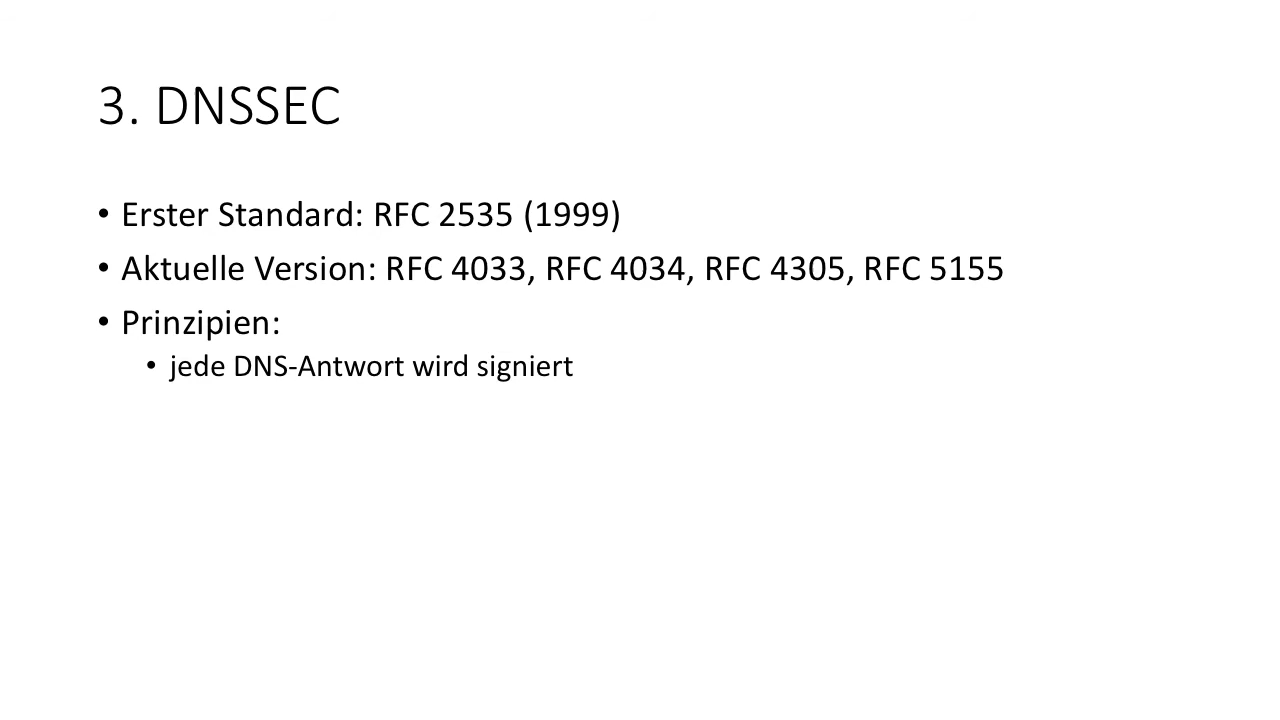 3. DNSSEC
• Erster Standard: RFC 2535 (1999)
• Aktuelle Version: RFC 4033, RFC 4034, RFC 4305, RFC 5155
• Prinzipien:
• jede DNS-Antwort wird signiert